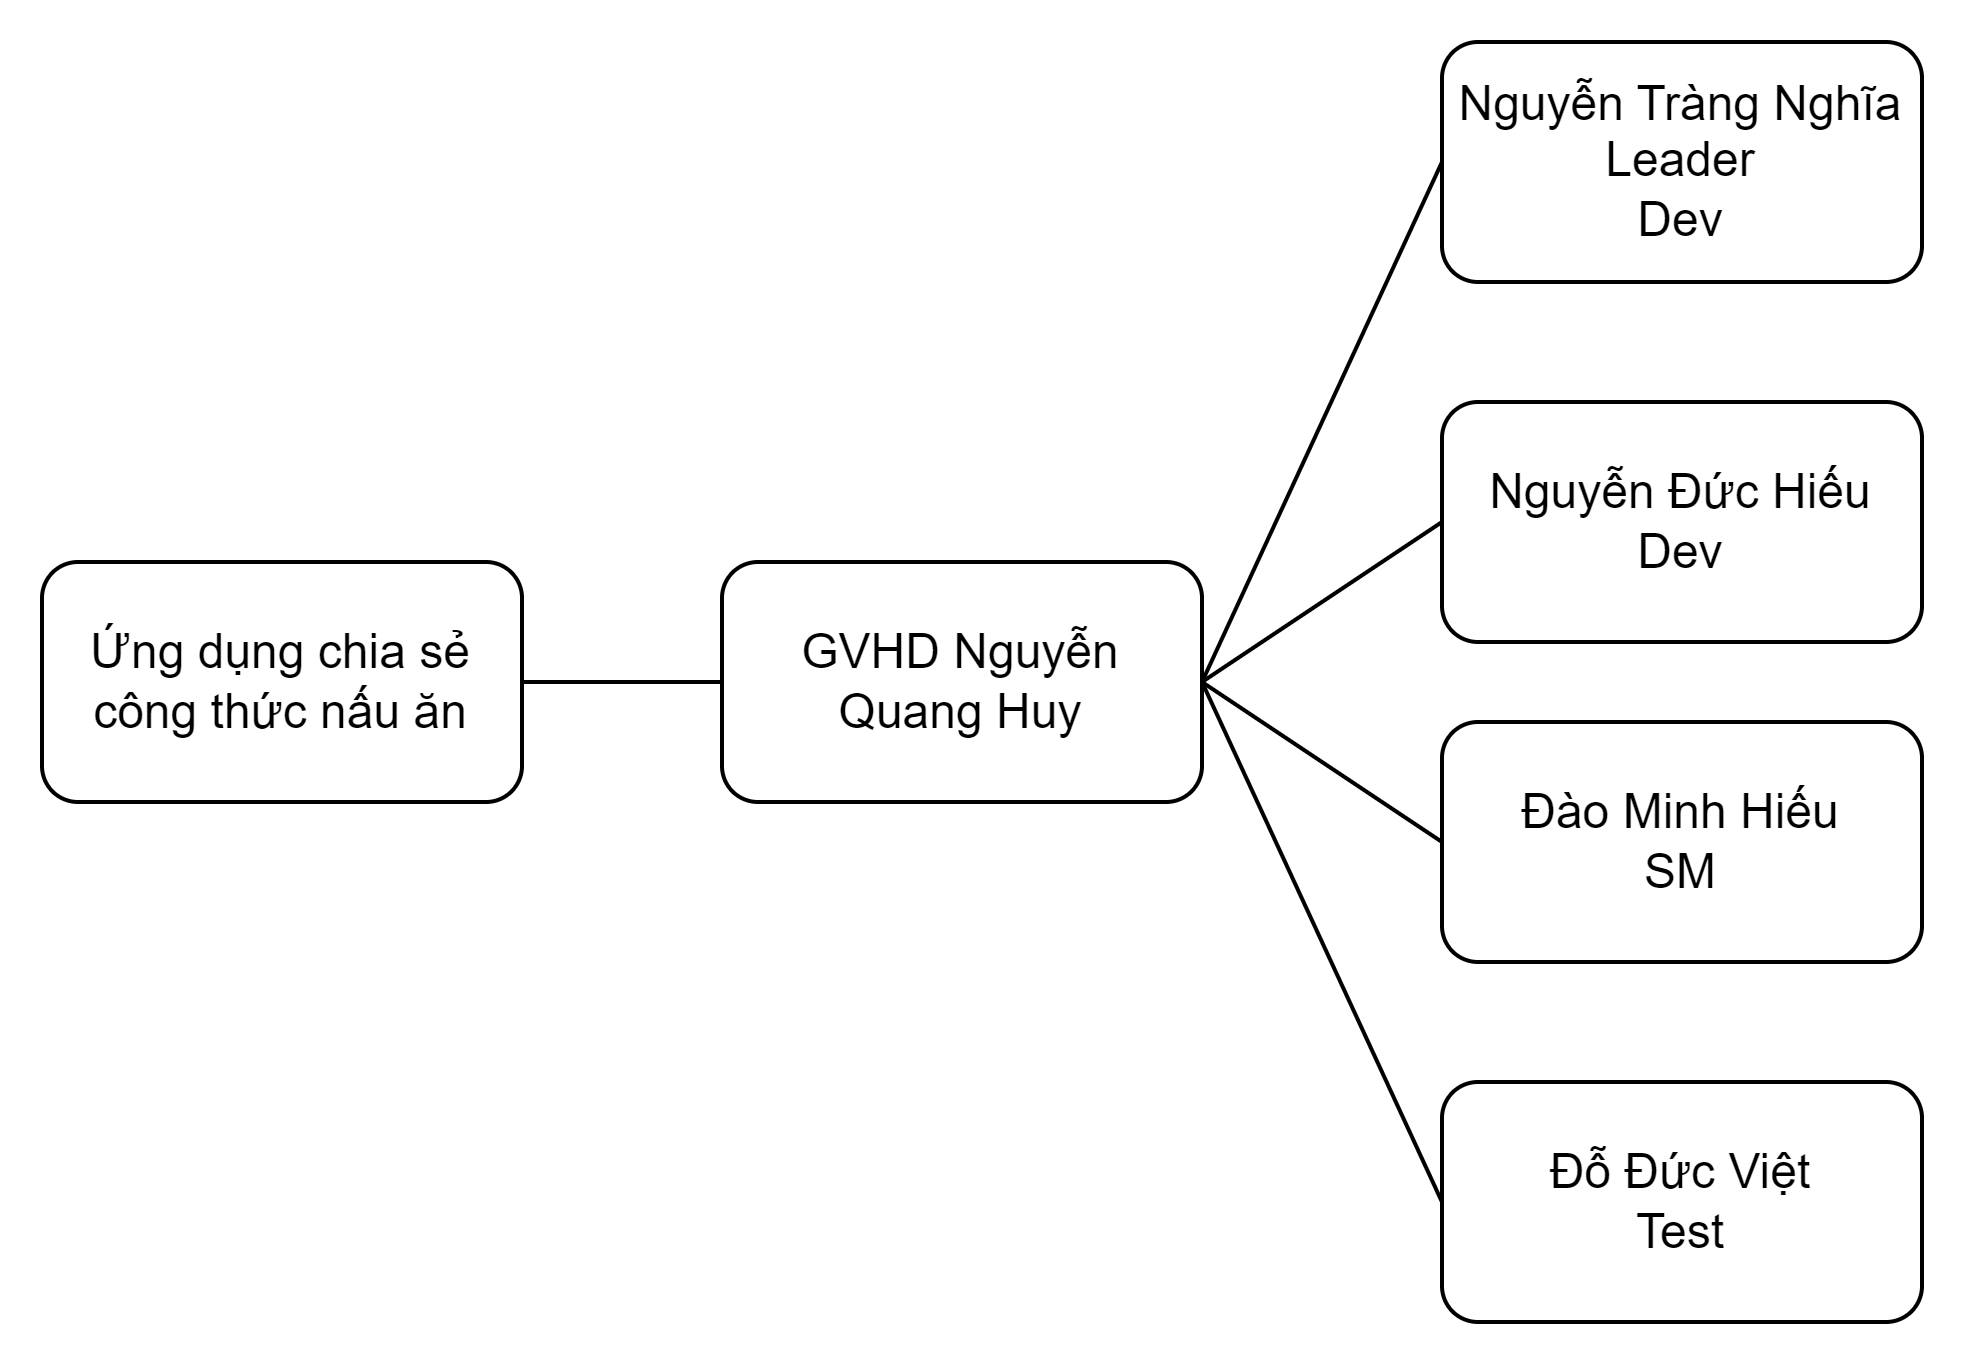 Ứng dụng chia sẻ
công thức nấu ăn
GVHD Nguyễn
Quang Huy
Nguyễn Tràng Nghĩa
Leader
Dev
Nguyễn Đức Hiếu
Dev
Đào Minh Hiếu
SM
Đỗ Đức Việt
Test